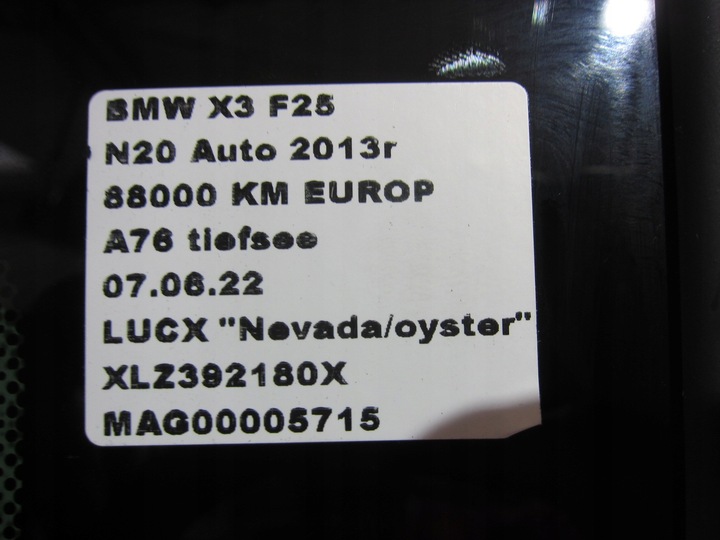 BMW X3 F25
N20 Auto 2013r
88000 KM EUROP
A76 tiefsee
07.06.22
LUCX "Nevada/oyster"
XLZ392180X
MAG00005715